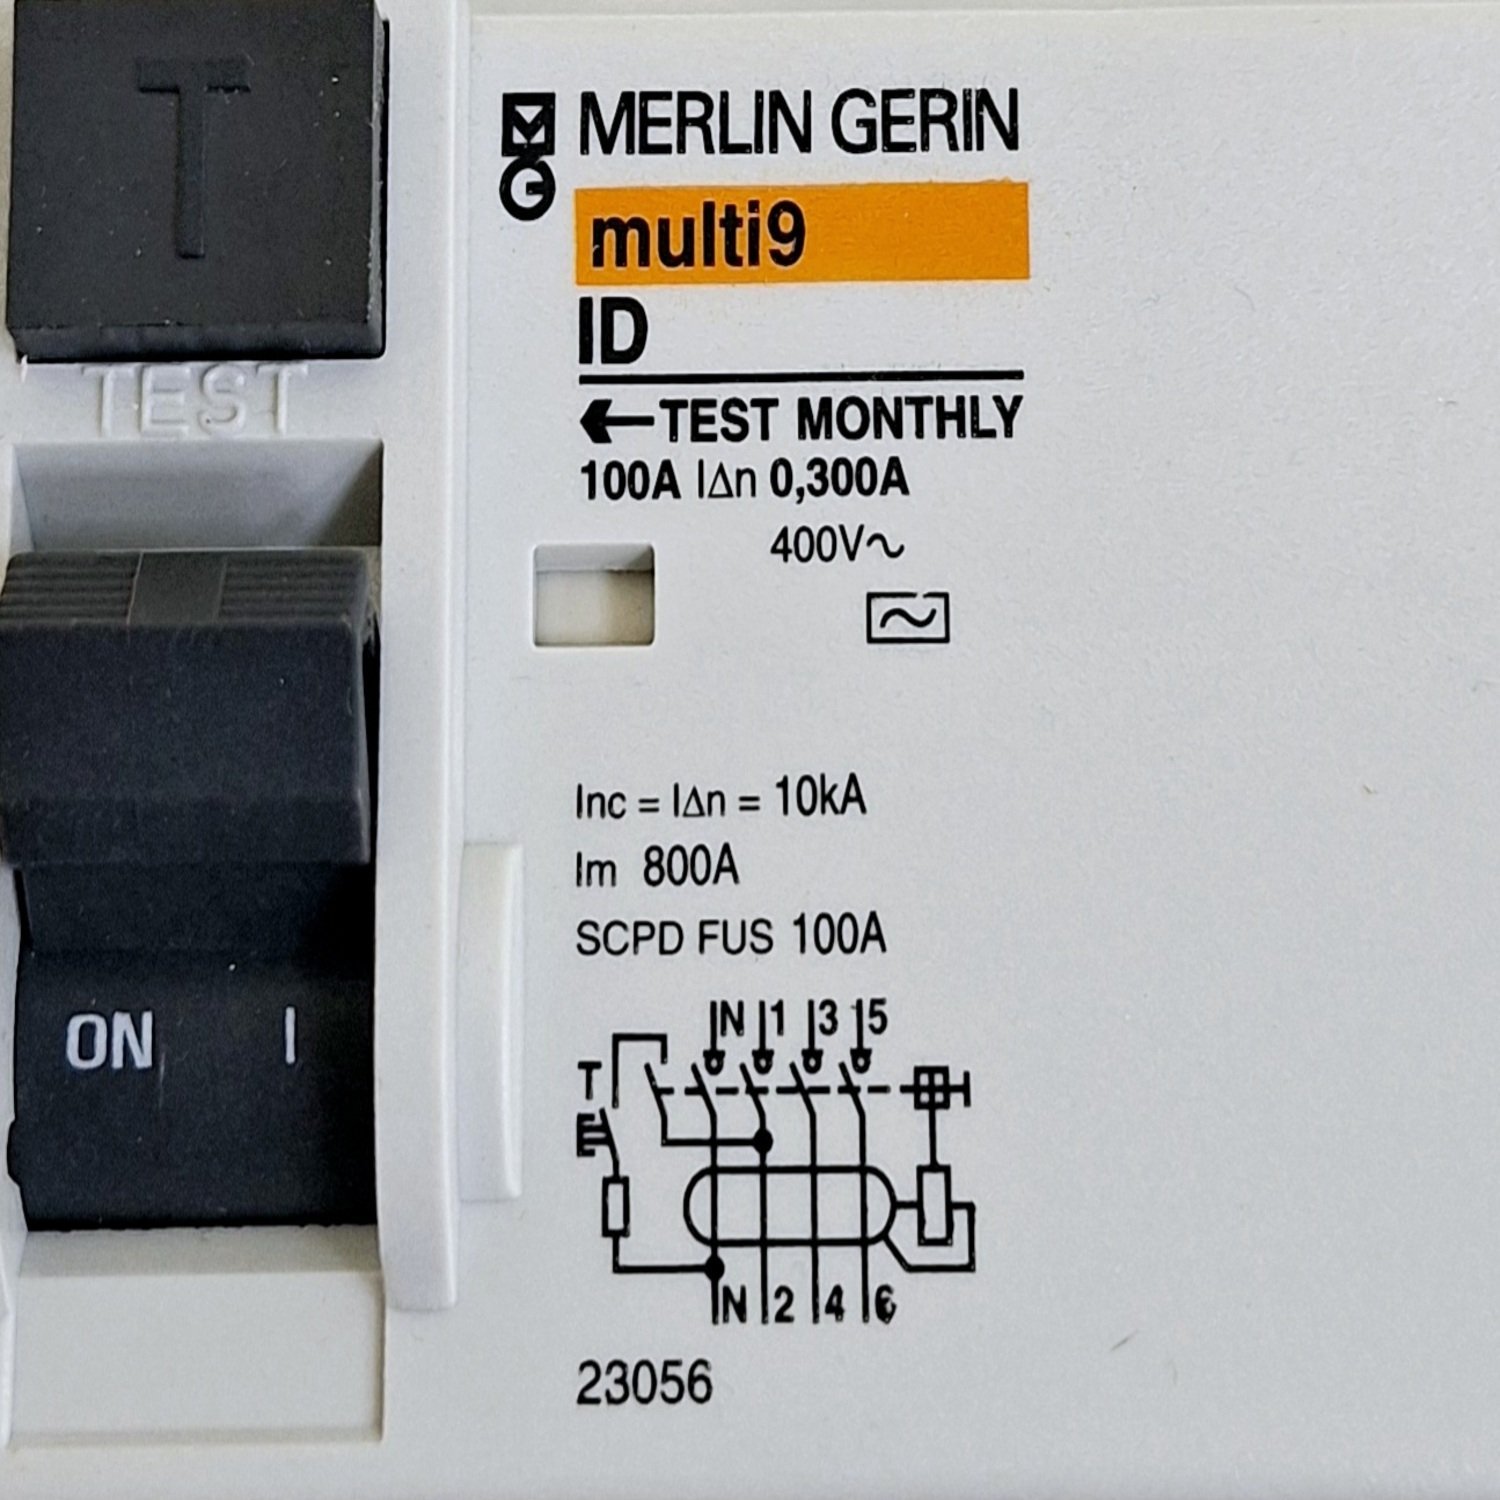 T
TEST
ON I
MG MERLIN GERIN
multi9
ID
←TEST MONTHLY
100A IΔn 0,300A
400V~
~
Inc = IΔn = 10kA
Im 800A
SCPD FUS 100A
N 1 3 5
T
N 2 4 6
23056